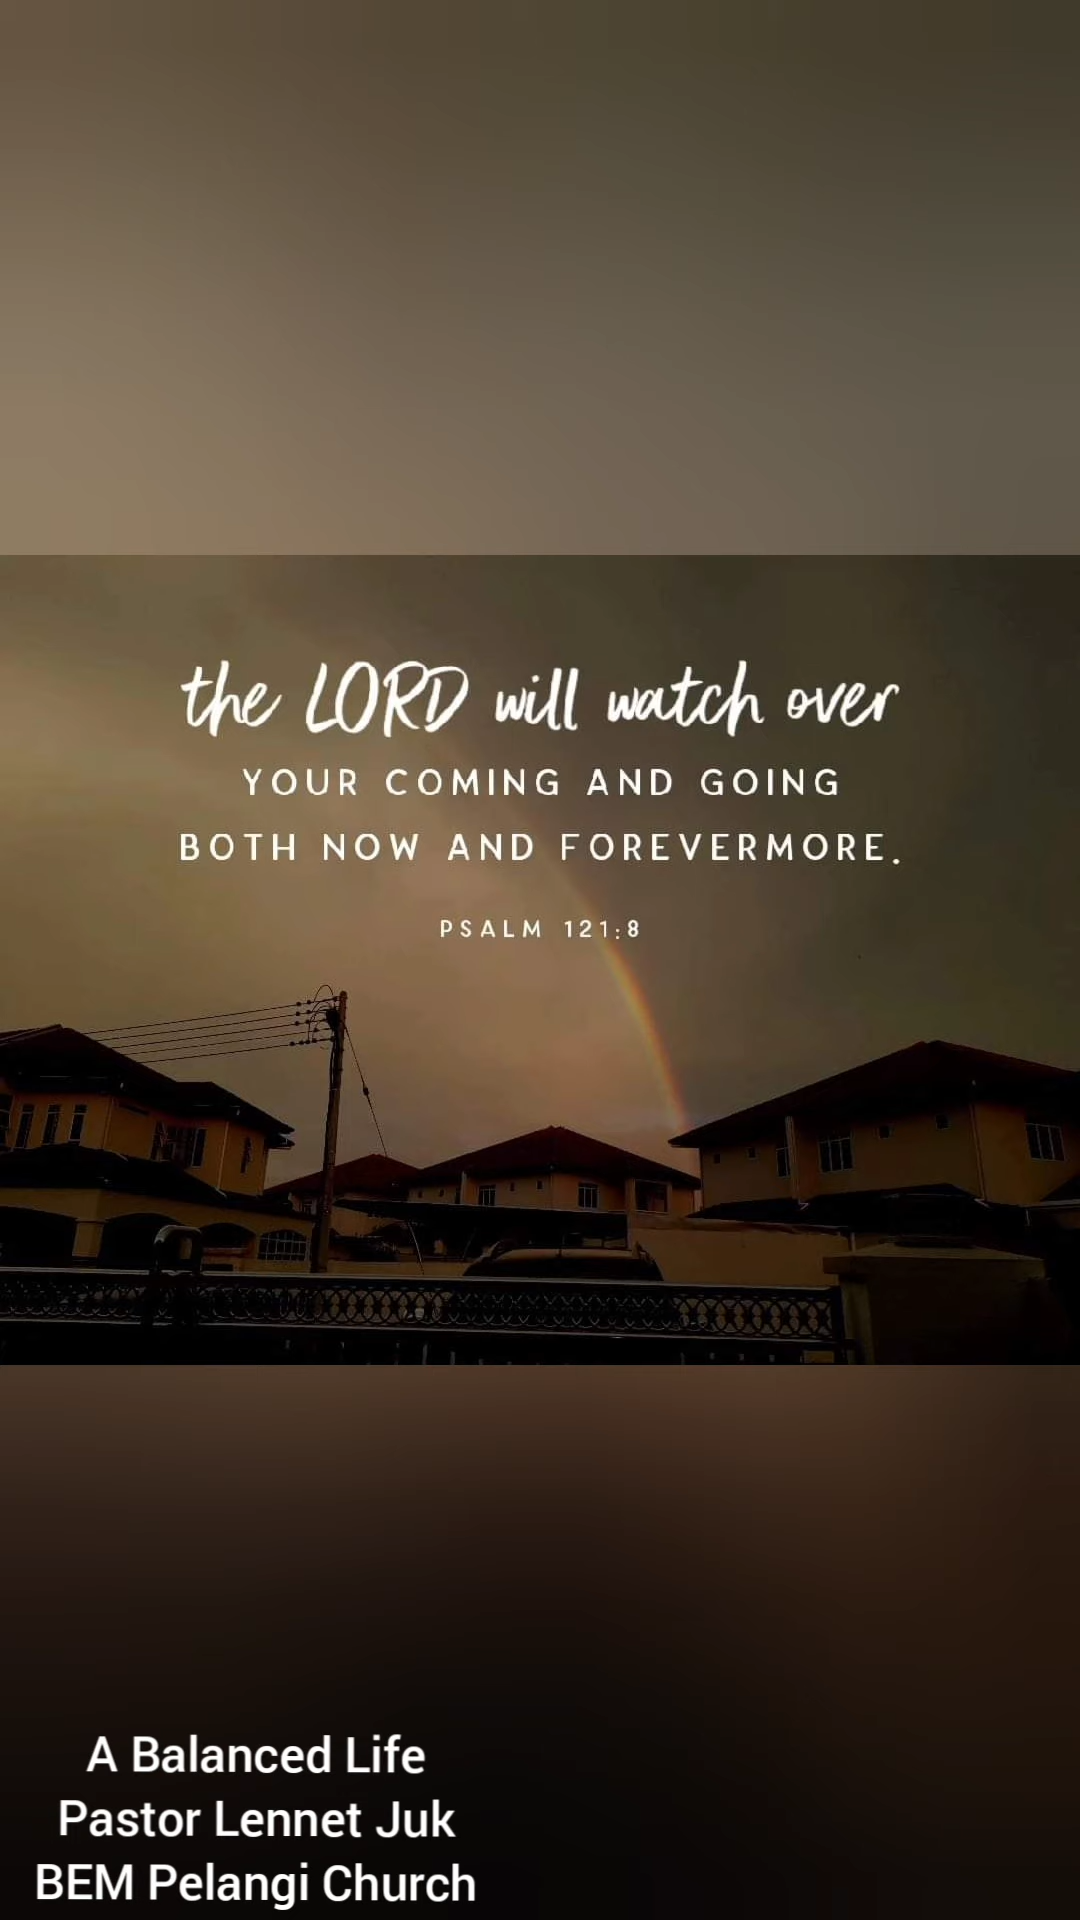 the LORD will watch over
YOUR COMING AND GOING
BOTH NOW AND FOREVERMORE.
PSALM 121:8
A Balanced Life
Pastor Lennet Juk
BEM Pelangi Church